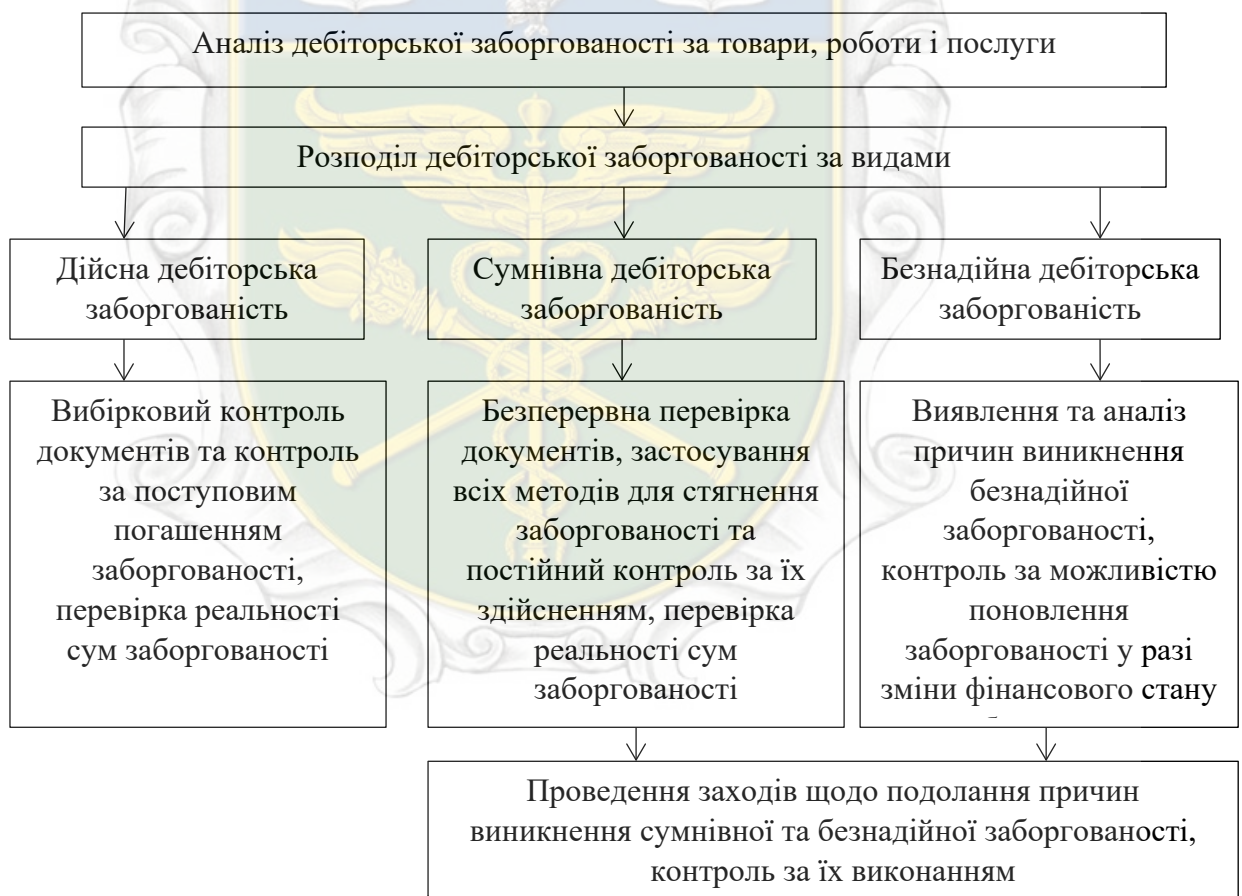 Аналіз дебіторської заборгованості за товари, роботи і послуги
Розподіл дебіторської заборгованості за видами
Дійсна дебіторська
заборгованість
Сумнівна дебіторська
заборгованість
Безнадійна дебіторська
заборгованість
Вибірковий контроль
документів та контроль
за поступовим
погашенням
заборгованості,
перевірка реальності
сум заборгованості
Безперервна перевірка
документів, застосування
всіх методів для стягнення
заборгованості та
постійний контроль за їх
здійсненням, перевірка
реальності сум
заборгованості
Виявлення та аналіз
причин виникнення
безнадійної
заборгованості,
контроль за можливістю
поновлення
заборгованості у разі
зміни фінансового стану
Проведення заходів щодо подолання причин
виникнення сумнівної та безнадійної заборгованості,
контроль за їх виконанням